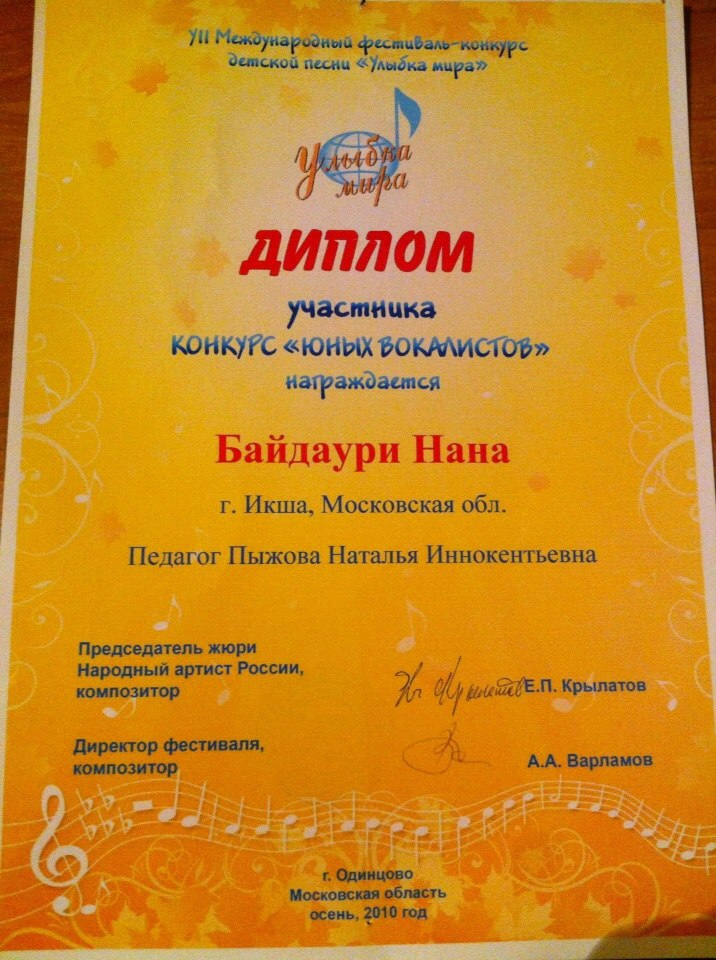 УII Международный фестиваль-конкурс
детской песни «Улыбка мира»
Улыбка
мира
ДИПЛОМ
участника
КОНКУРС «ЮНЫХ ВОКАЛИСТОВ»
награждается
Байдаури Нана
г. Икша, Московская обл.
Педагог Пыжова Наталья Иннокентьевна
Председатель жюри
Народный артист России,
композитор
Е.П. Крылатов
Директор фестиваля,
композитор
А.А. Варламов
г. Одинцово
Московская область
осень, 2010 год